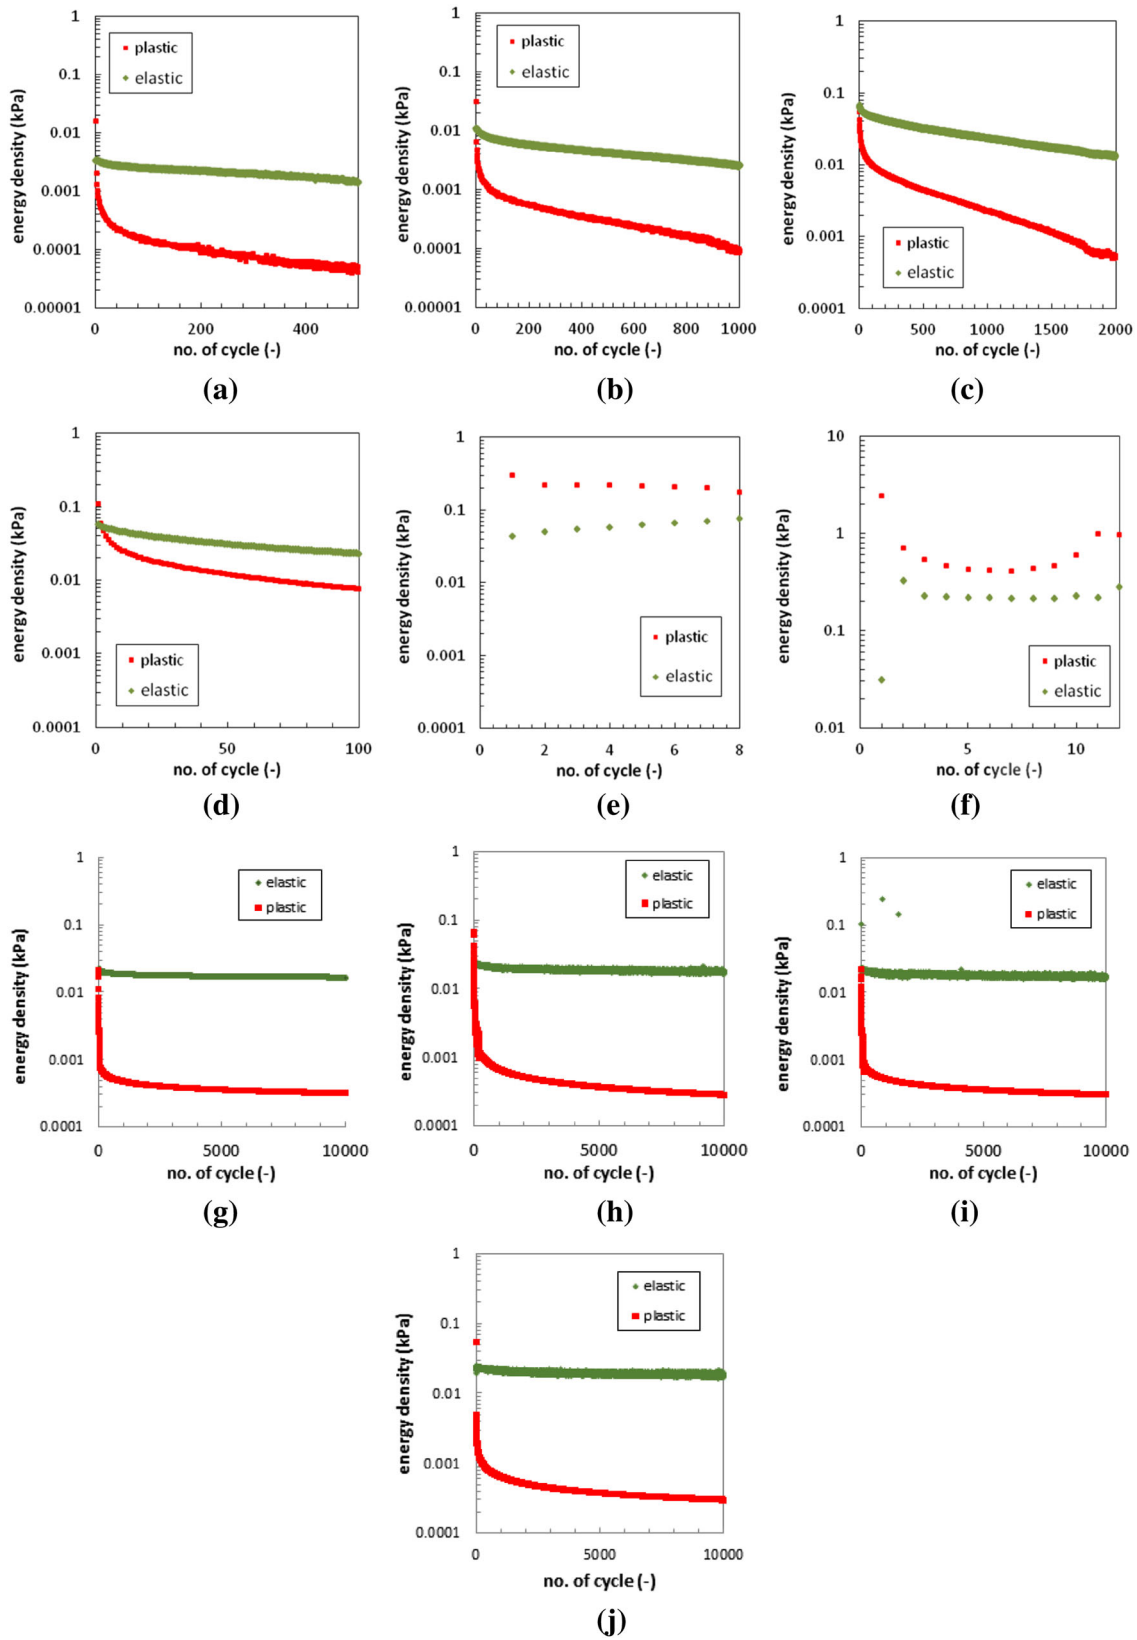 1
0.1
0.01
0.001
0.0001
0.00001
energy density (kPa)
plastic
elastic
0 200 400
no. of cycle (-)
(a)
1
0.1
0.01
0.001
0.0001
0.00001
energy density (kPa)
plastic
elastic
0 200 400 600 800 1000
no. of cycle (-)
(b)
1
0.1
0.01
0.001
0.0001
energy density (kPa)
plastic
elastic
0 500 1000 1500 2000
no. of cycle (-)
(c)
1
0.1
0.01
0.001
0.0001
energy density (kPa)
plastic
elastic
0 50 100
no. of cycle (-)
(d)
1
0.1
0.01
0.001
0.0001
energy density (kPa)
plastic
elastic
0 2 4 6 8
no. of cycle (-)
(e)
10
1
0.1
0.01
energy density (kPa)
plastic
elastic
0 5 10
no. of cycle (-)
(f)
1
0.1
0.01
0.001
0.0001
energy density (kPa)
elastic
plastic
0 5000 10000
no. of cycle (-)
(g)
1
0.1
0.01
0.001
0.0001
energy density (kPa)
elastic
plastic
0 5000 10000
no. of cycle (-)
(h)
1
0.1
0.01
0.001
0.0001
energy density (kPa)
elastic
plastic
0 5000 10000
no. of cycle (-)
(i)
1
0.1
0.01
0.001
0.0001
energy density (kPa)
elastic
plastic
0 5000 10000
no. of cycle (-)
(j)